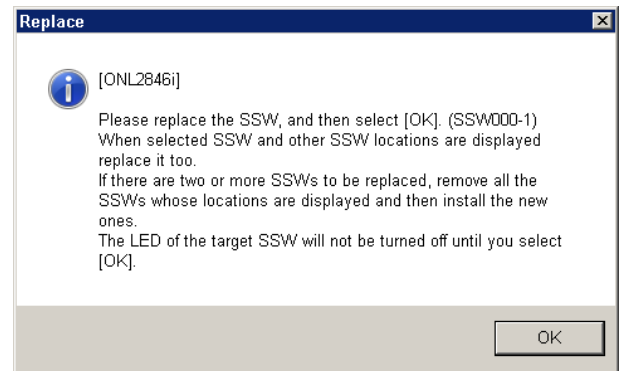 Replace
[ONL2846i]
Please replace the SSW, and then select [OK]. (SSW000-1)
When selected SSW and other SSW locations are displayed
replace it too.
If there are two or more SSWs to be replaced, remove all the
SSWs whose locations are displayed and then install the new
ones.
The LED of the target SSW will not be turned off until you select
[OK].
OK